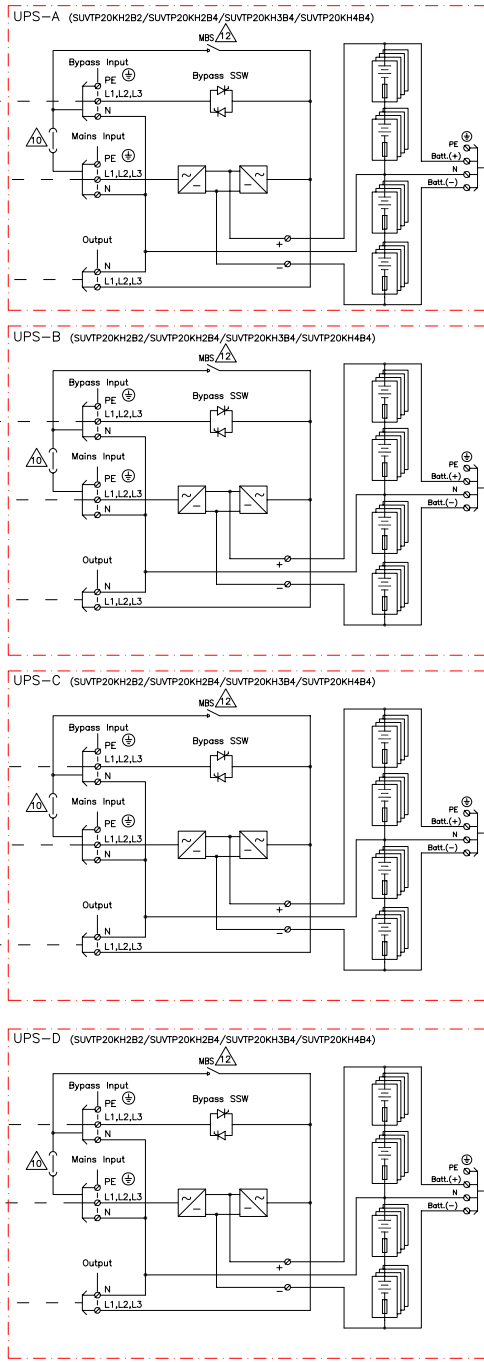 UPS-A (SUVTP20KH2B2/SUVTP20KH2B4/SUVTP20KH3B4/SUVTP20KH4B4)
MBS 12
Bypass Input
PE
L1,L2,L3
N
Bypass SSW
10
Mains Input
PE
L1,L2,L3
N
PE
Batt.(+)
N
Batt.(-)
Output
N
L1,L2,L3
+
-
UPS-B (SUVTP20KH2B2/SUVTP20KH2B4/SUVTP20KH3B4/SUVTP20KH4B4)
MBS 12
Bypass Input
PE
L1,L2,L3
N
Bypass SSW
10
Mains Input
PE
L1,L2,L3
N
PE
Batt.(+)
N
Batt.(-)
Output
N
L1,L2,L3
+
-
UPS-C (SUVTP20KH2B2/SUVTP20KH2B4/SUVTP20KH3B4/SUVTP20KH4B4)
MBS 12
Bypass Input
PE
L1,L2,L3
N
Bypass SSW
10
Mains Input
PE
L1,L2,L3
N
PE
Batt.(+)
N
Batt.(-)
Output
N
L1,L2,L3
+
-
UPS-D (SUVTP20KH2B2/SUVTP20KH2B4/SUVTP20KH3B4/SUVTP20KH4B4)
MBS 12
Bypass Input
PE
L1,L2,L3
N
Bypass SSW
10
Mains Input
PE
L1,L2,L3
N
PE
Batt.(+)
N
Batt.(-)
Output
N
L1,L2,L3
+
-